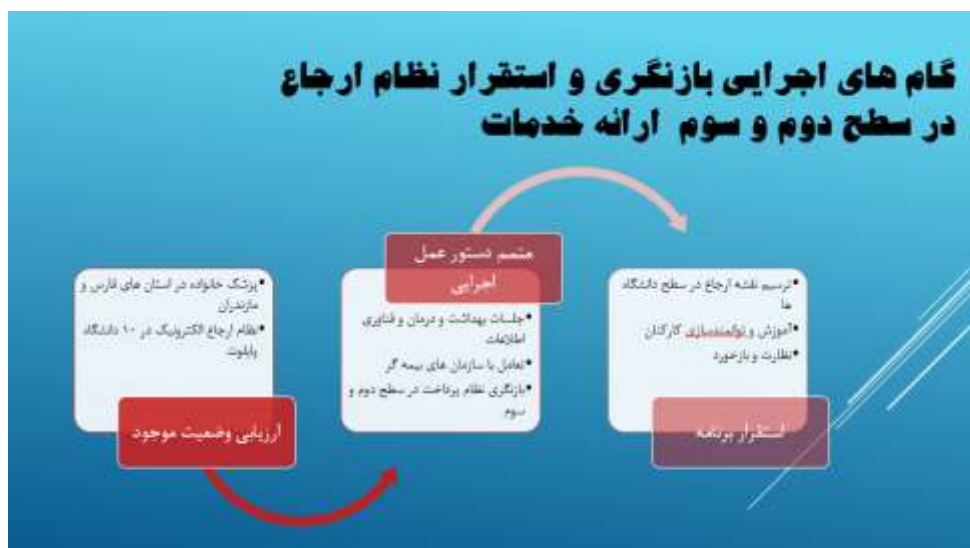 گام های اجرایی بازنگری و استقرار نظام ارجاع
در سطح دوم و سوم ارائه خدمات
•پزشک خانواده در استان های فارس و
مازندران
•نظام ارجاع الکترونیک در ۱۰ دانشگاه
پایلوت
ارزیابی وضعیت موجود
متمم دستور عمل
اجرایی
•جلسات بهداشت و درمان و فناوری
اطلاعات
•تعامل با سازمان های بیمه گر
•بازنگری نظام پرداخت در سطح دوم و
سوم
•ترسیم نقشه ارجاع در سطح دانشگاه
ها
•آموزش و توانمندسازی کارکنان
•نظارت و بازخورد
استقرار برنامه